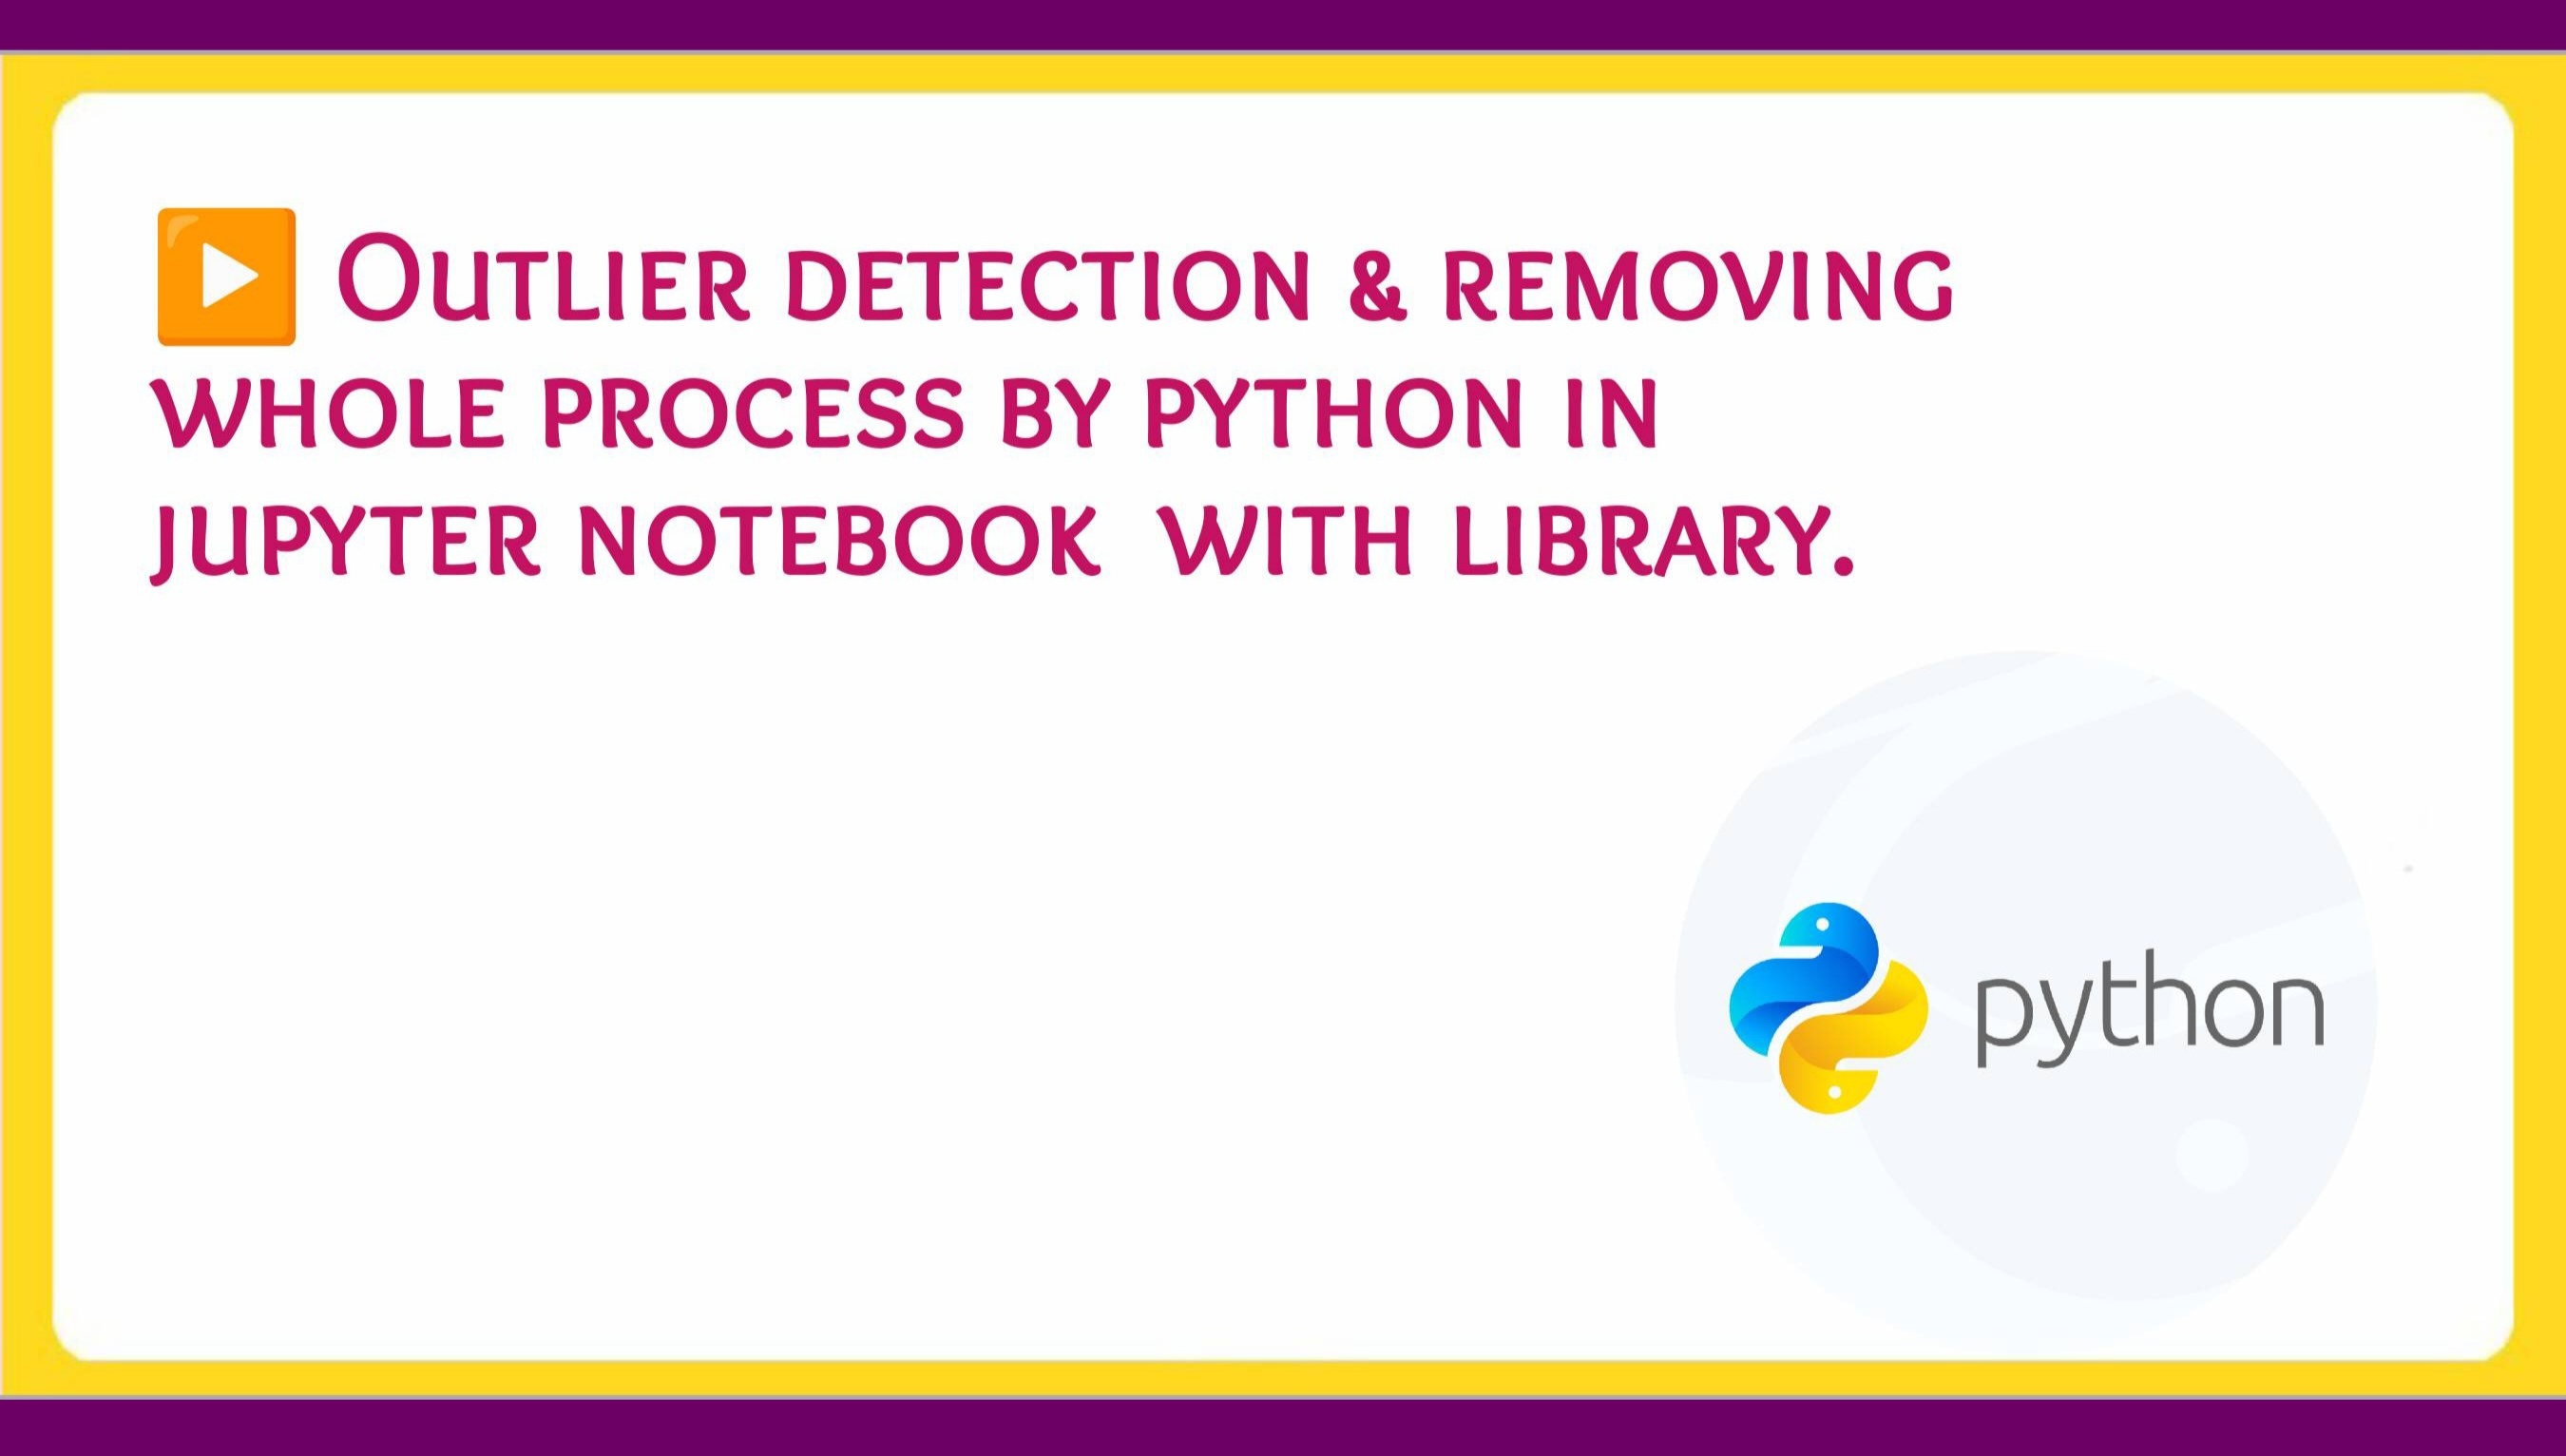 ▶️ Outlier detection & removing
whole process by python in
jupyter notebook with library.
python